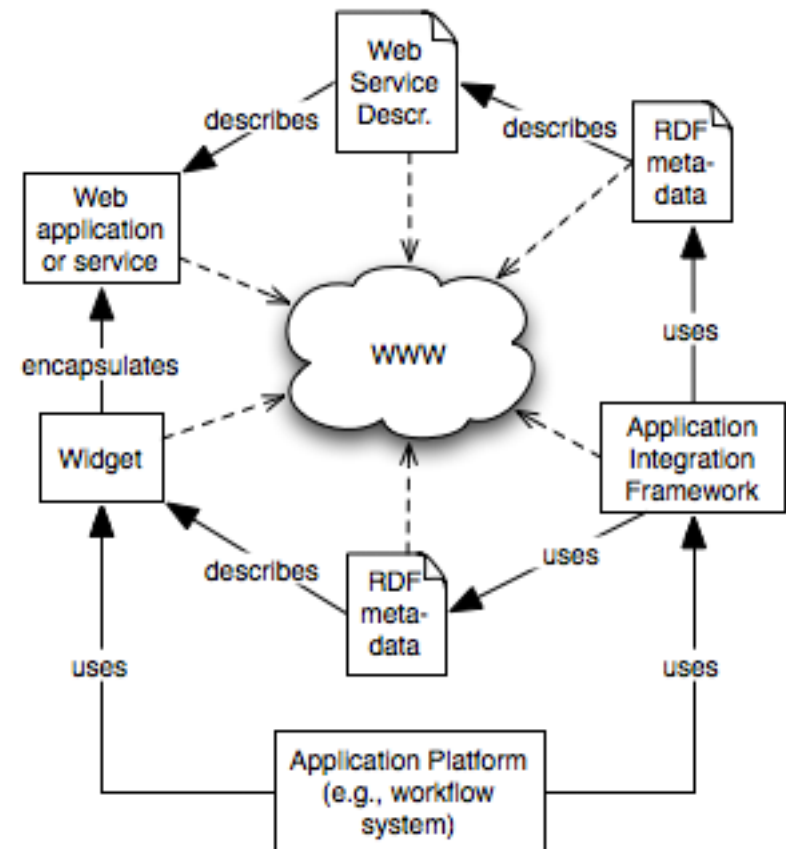 Web
Service
Descr.
describes
describes
RDF
meta-
data
Web
application
or service
uses
WWW
encapsulates
Widget
Application
Integration
Framework
describes
uses
RDF
meta-
data
uses
uses
Application Platform
(e.g., workflow
system)